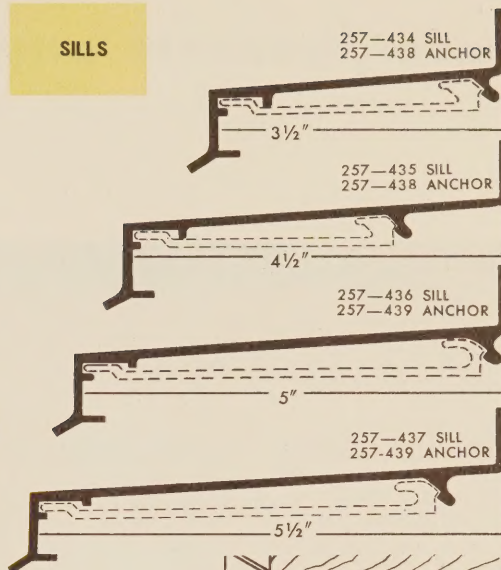 SILLS
257—434 SILL
257—438 ANCHOR
3½"
257—435 SILL
257—438 ANCHOR
4½"
257—436 SILL
257—439 ANCHOR
5"
257—437 SILL
257-439 ANCHOR
5½"